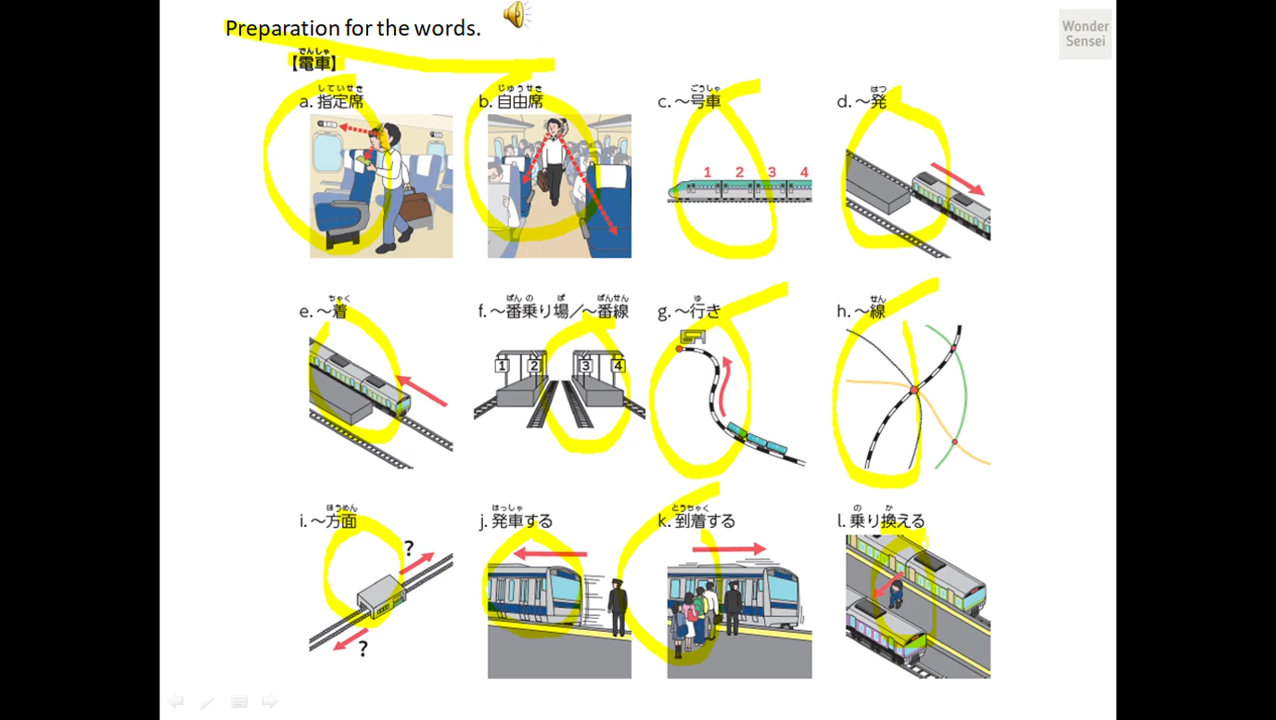 Preparation for the words.
Wonder
Sensei
でんしゃ
【電車】
していせき
a. 指定席
じゆうせき
b. 自由席
ごうしゃ
c. ～号車
はつ
d. ～発
1 2 3 4
ちゃく
e. ～着
ばんの ば ばんせん
f. ～番乗り場／～番線
ゆ
g. ～行き
せん
h. ～線
1 2 3 4
ほうめん
i. ～方面
はっしゃ
j. 発車する
とうちゃく
k. 到着する
の か
l. 乗り換える
?
?